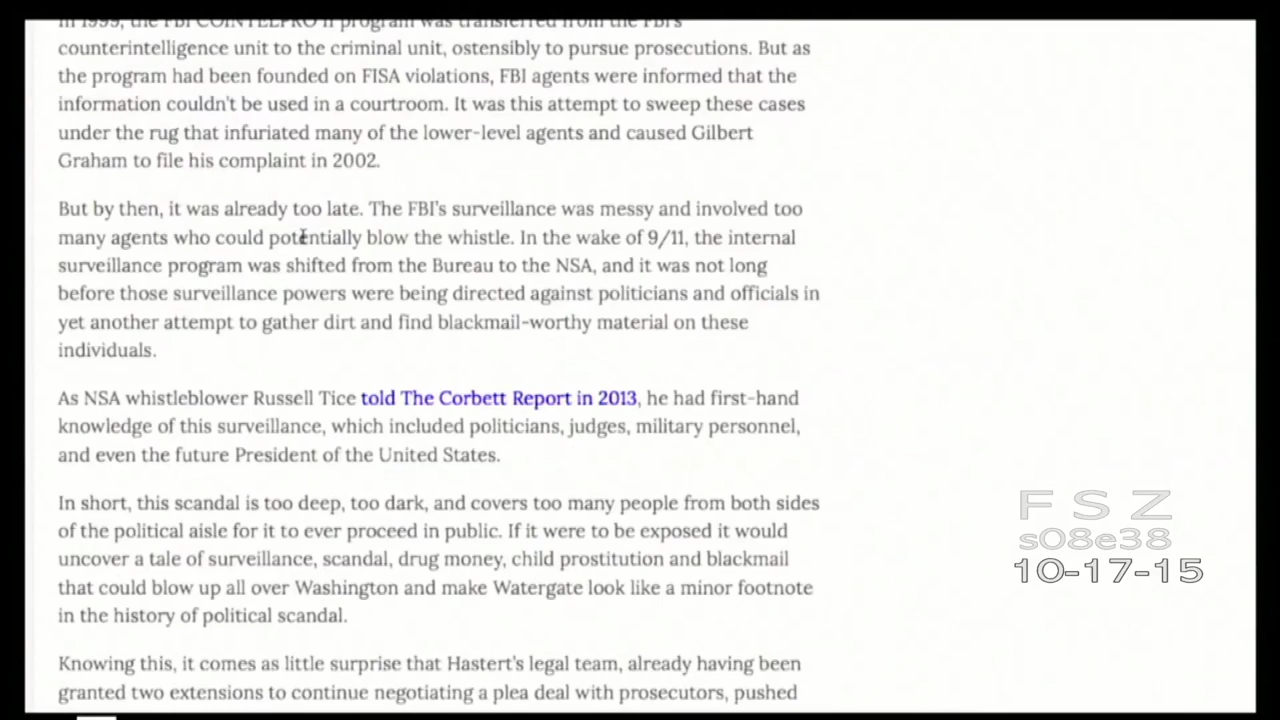 In 1999, the FBI COINTELPRO II program was transferred from the FBI's
counterintelligence unit to the criminal unit, ostensibly to pursue prosecutions. But as
the program had been founded on FISA violations, FBI agents were informed that the
information couldn't be used in a courtroom. It was this attempt to sweep these cases
under the rug that infuriated many of the lower-level agents and caused Gilbert
Graham to file his complaint in 2002.
But by then, it was already too late. The FBI's surveillance was messy and involved too
many agents who could potentially blow the whistle. In the wake of 9/11, the internal
surveillance program was shifted from the Bureau to the NSA, and it was not long
before those surveillance powers were being directed against politicians and officials in
yet another attempt to gather dirt and find blackmail-worthy material on these
individuals.
As NSA whistleblower Russell Tice told The Corbett Report in 2013, he had first-hand
knowledge of this surveillance, which included politicians, judges, military personnel,
and even the future President of the United States.
In short, this scandal is too deep, too dark, and covers too many people from both sides
of the political aisle for it to ever proceed in public. If it were to be exposed it would
uncover a tale of surveillance, scandal, drug money, child prostitution and blackmail
that could blow up all over Washington and make Watergate look like a minor footnote
in the history of political scandal.
Knowing this, it comes as little surprise that Hastert's legal team, already having been
granted two extensions to continue negotiating a plea deal with prosecutors, pushed
F S Z
s08e38
10-17-15